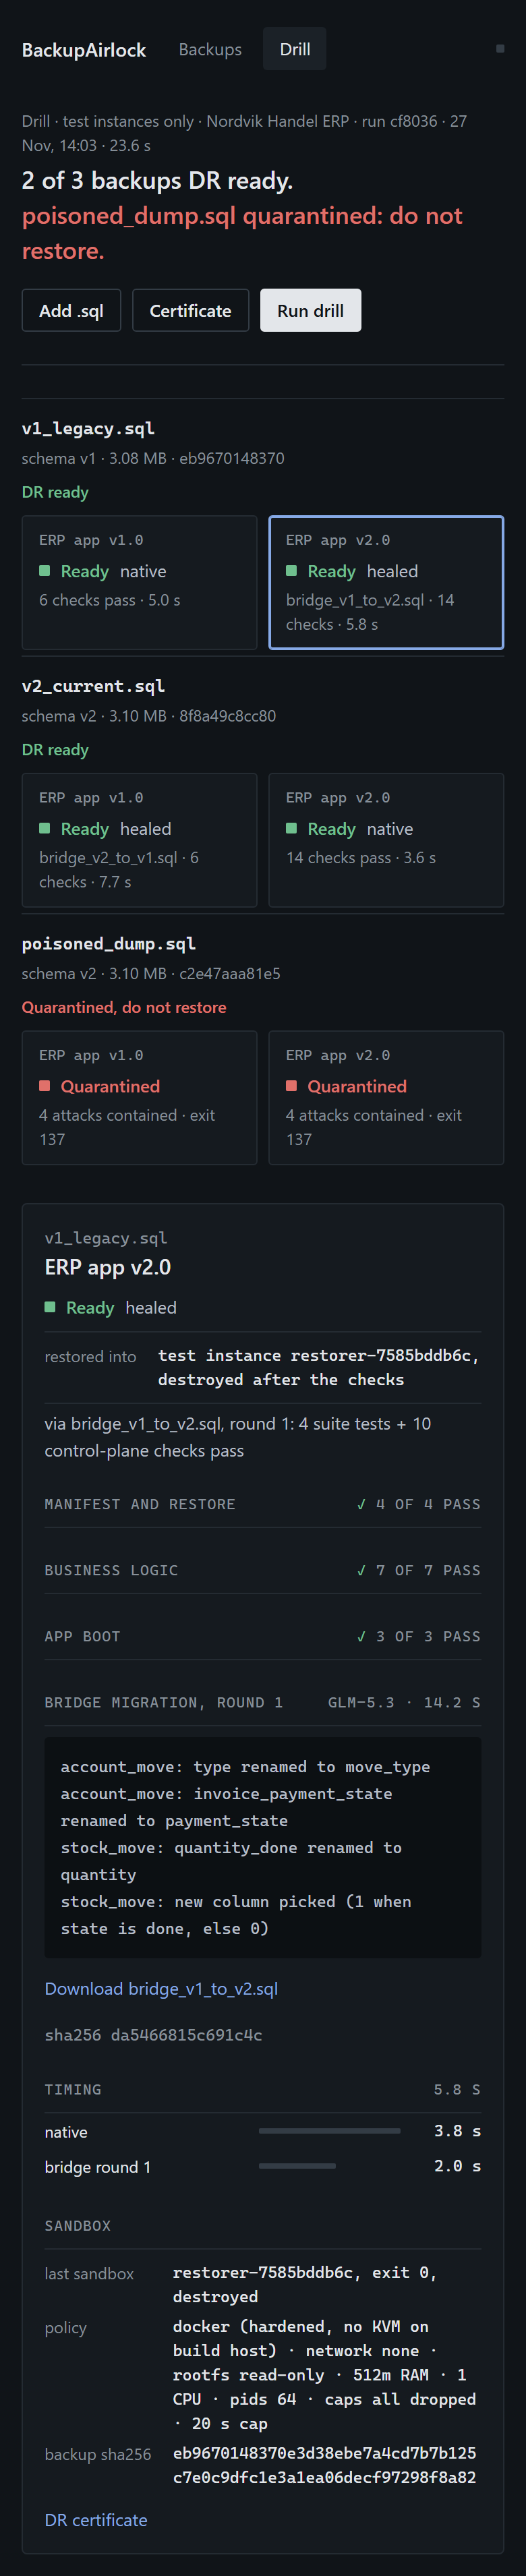 BackupAirlock Backups Drill
Drill · test instances only · Nordvik Handel ERP · run cf8036 · 27
Nov, 14:03 · 23.6 s
2 of 3 backups DR ready.
poisoned_dump.sql quarantined: do not
restore.
Add .sql Certificate Run drill
v1_legacy.sql
schema v1 · 3.08 MB · eb9670148370
DR ready
ERP app v1.0
Ready native
6 checks pass · 5.0 s
ERP app v2.0
Ready healed
bridge_v1_to_v2.sql · 14
checks · 5.8 s
v2_current.sql
schema v2 · 3.10 MB · 8f8a49c8cc80
DR ready
ERP app v1.0
Ready healed
bridge_v2_to_v1.sql · 6
checks · 7.7 s
ERP app v2.0
Ready native
14 checks pass · 3.6 s
poisoned_dump.sql
schema v2 · 3.10 MB · c2e47aaa81e5
Quarantined, do not restore
ERP app v1.0
Quarantined
4 attacks contained · exit
137
ERP app v2.0
Quarantined
4 attacks contained · exit
137
v1_legacy.sql
ERP app v2.0
Ready healed
restored into test instance restorer-7585bddb6c,
destroyed after the checks
via bridge_v1_to_v2.sql, round 1: 4 suite tests + 10
control-plane checks pass
MANIFEST AND RESTORE ✓ 4 OF 4 PASS
BUSINESS LOGIC ✓ 7 OF 7 PASS
APP BOOT ✓ 3 OF 3 PASS
BRIDGE MIGRATION, ROUND 1 GLM-5.3 · 14.2 S
account_move: type renamed to move_type
account_move: invoice_payment_state
renamed to payment_state
stock_move: quantity_done renamed to
quantity
stock_move: new column picked (1 when
state is done, else 0)
Download bridge_v1_to_v2.sql
sha256 da5466815c691c4c
TIMING 5.8 S
native 3.8 s
bridge round 1 2.0 s
SANDBOX
last sandbox restorer-7585bddb6c, exit 0,
destroyed
policy docker (hardened, no KVM on
build host) · network none ·
rootfs read-only · 512m RAM · 1
CPU · pids 64 · caps all dropped
· 20 s cap
backup sha256 eb9670148370e3d38ebe7a4cd7b7b125
c7e0c9dfc1e3a1ea06decf97298f8a82
DR certificate